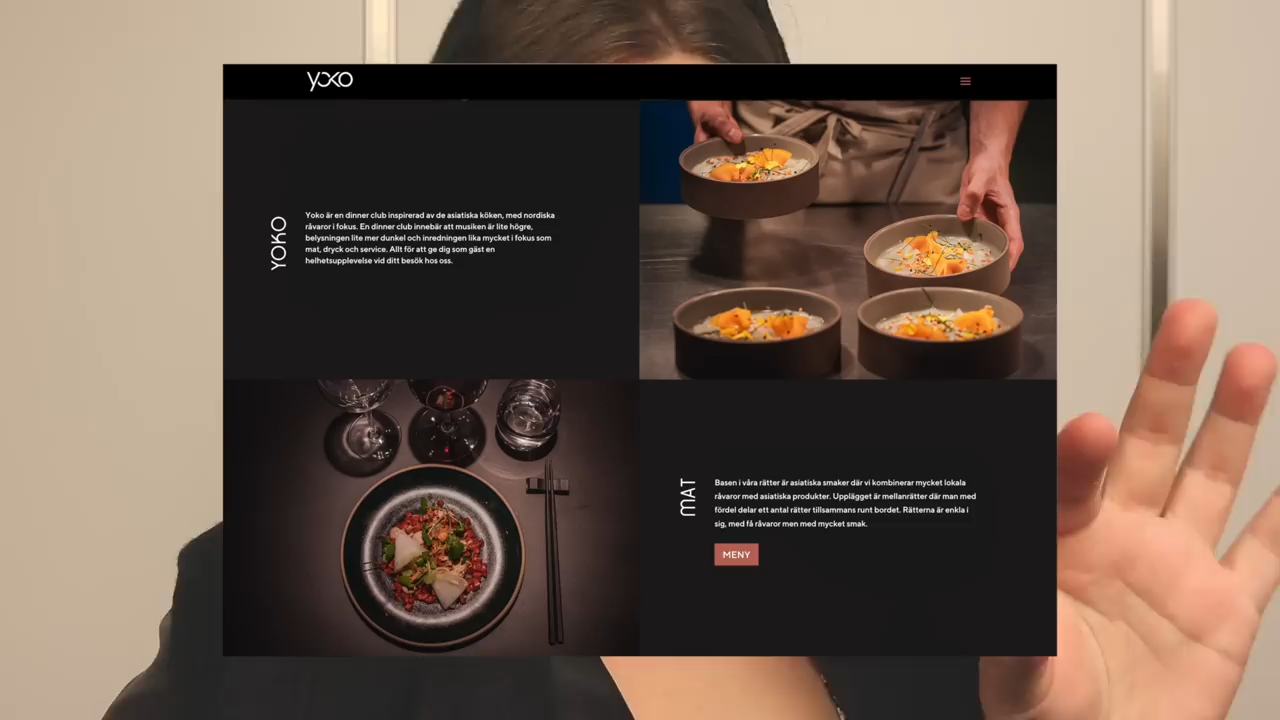 yoko
YOKO
Yoko är en dinner club inspirerad av de asiatiska köken, med nordiska
råvaror i fokus. En dinner club innebär att musiken är lite högre,
belysningen lite mer dunkel och inredningen lika mycket i fokus som
mat, dryck och service. Allt för att ge dig som gäst en
helhetsupplevelse vid ditt besök hos oss.
MAT
Basen i våra rätter är asiatiska smaker där vi kombinerar mycket lokala
råvaror med asiatiska produkter. Upplägget är mellanrätter där man med
fördel delar ett antal rätter tillsammans runt bordet. Rätterna är enkla i
sig, med få råvaror men med mycket smak.
MENY